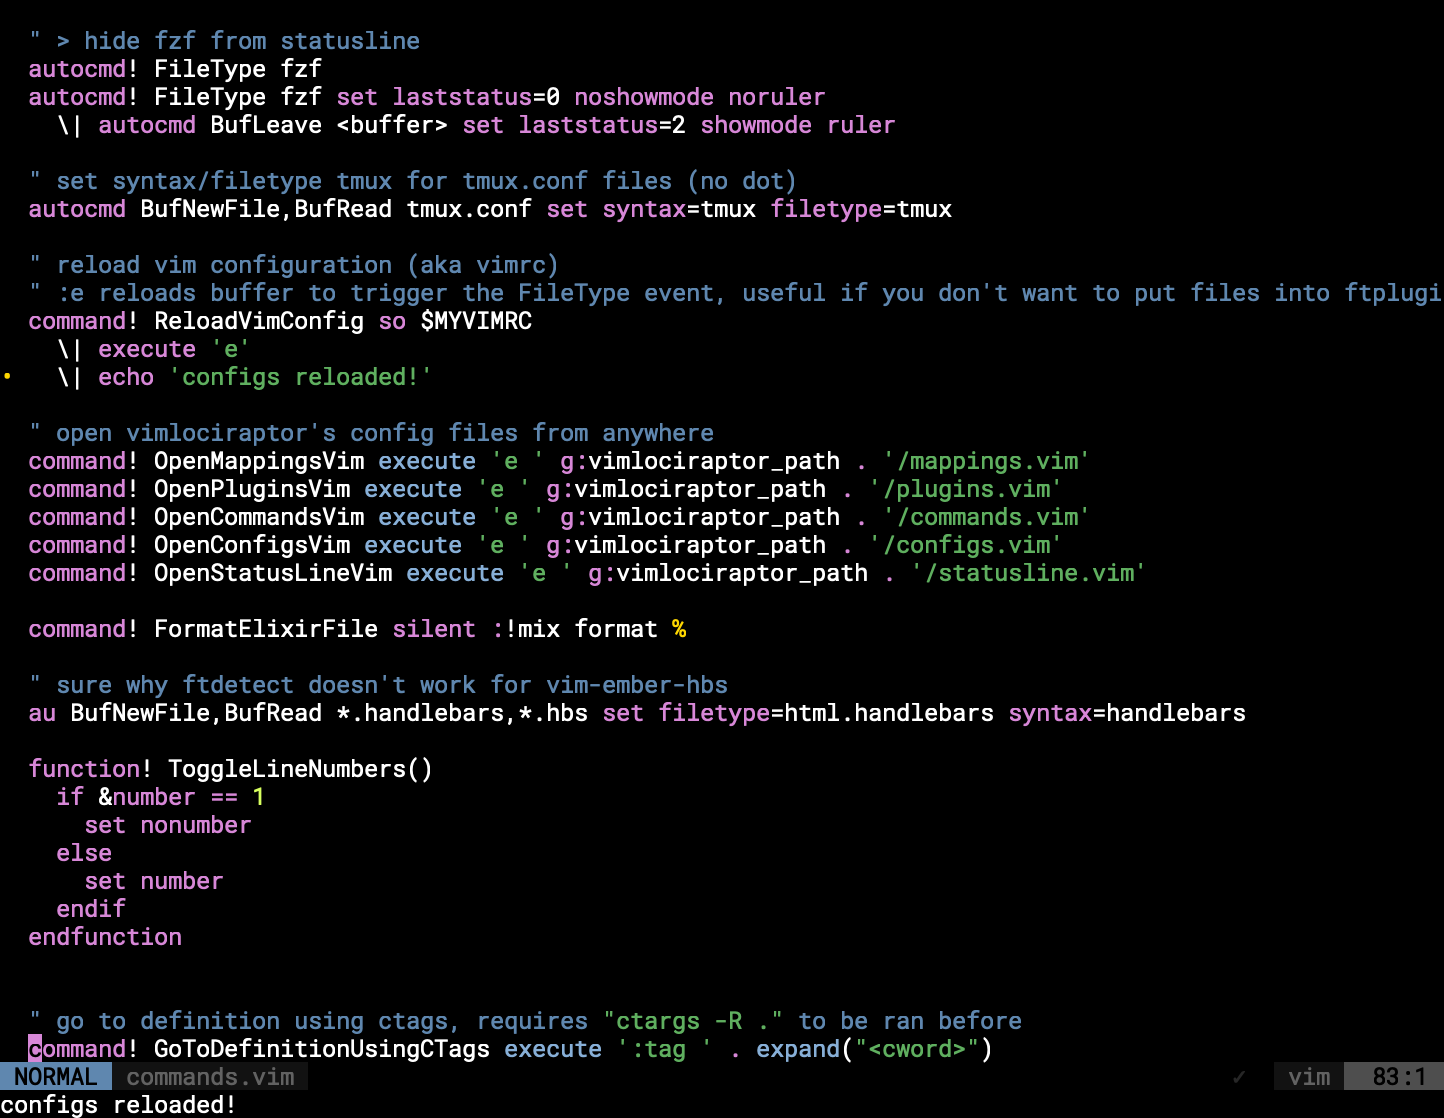 " > hide fzf from statusline
autocmd! FileType fzf
autocmd! FileType fzf set laststatus=0 noshowmode noruler
  \| autocmd BufLeave <buffer> set laststatus=2 showmode ruler

" set syntax/filetype tmux for tmux.conf files (no dot)
autocmd BufNewFile,BufRead tmux.conf set syntax=tmux filetype=tmux

" reload vim configuration (aka vimrc)
" :e reloads buffer to trigger the FileType event, useful if you don't want to put files into ftplugi
command! ReloadVimConfig so $MYVIMRC
  \| execute 'e'
  \| echo 'configs reloaded!'

" open vimlociraptor's config files from anywhere
command! OpenMappingsVim execute 'e ' g:vimlociraptor_path . '/mappings.vim'
command! OpenPluginsVim execute 'e ' g:vimlociraptor_path . '/plugins.vim'
command! OpenCommandsVim execute 'e ' g:vimlociraptor_path . '/commands.vim'
command! OpenConfigsVim execute 'e ' g:vimlociraptor_path . '/configs.vim'
command! OpenStatusLineVim execute 'e ' g:vimlociraptor_path . '/statusline.vim'

command! FormatElixirFile silent :!mix format %

" sure why ftdetect doesn't work for vim-ember-hbs
au BufNewFile,BufRead *.handlebars,*.hbs set filetype=html.handlebars syntax=handlebars

function! ToggleLineNumbers()
  if &number == 1
    set nonumber
  else
    set number
  endif
endfunction

" go to definition using ctags, requires "ctargs -R ." to be ran before
command! GoToDefinitionUsingCTags execute ':tag ' . expand("<cword>")
NORMAL commands.vim ✓ vim 83:1
configs reloaded!